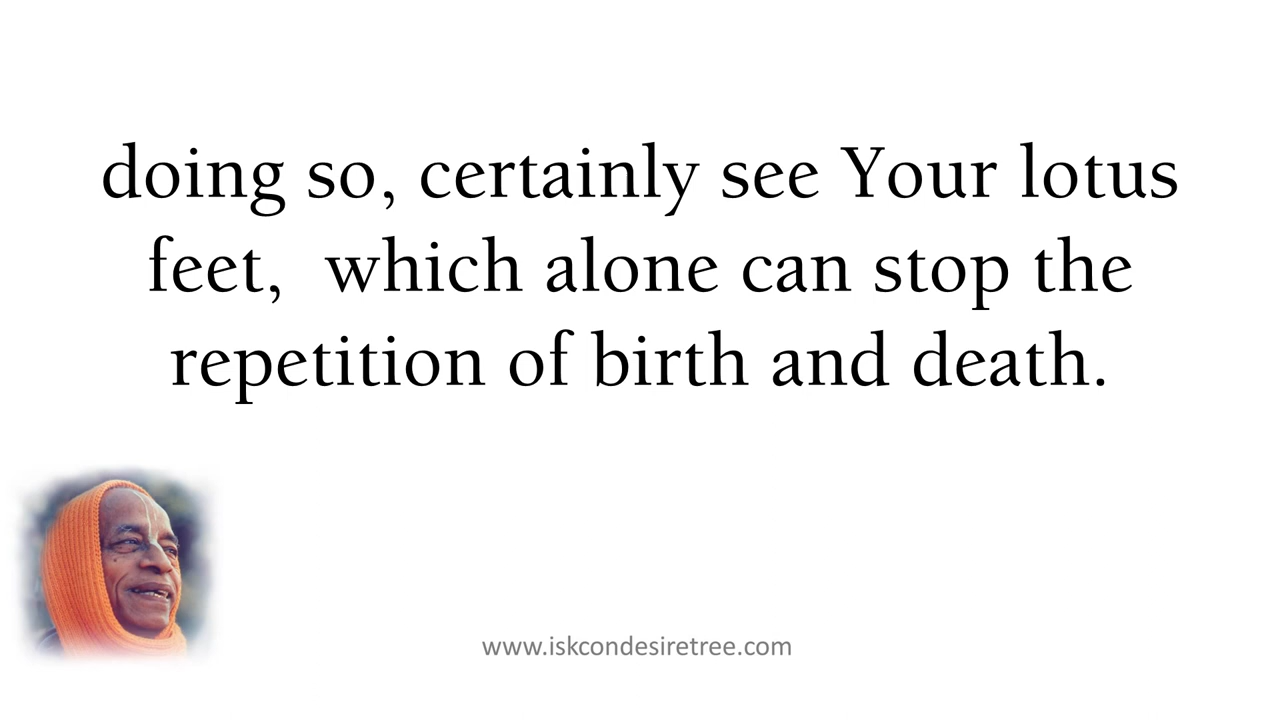 doing so, certainly see Your lotus
feet,  which alone can stop the
repetition of birth and death.
www.iskcondesiretree.com